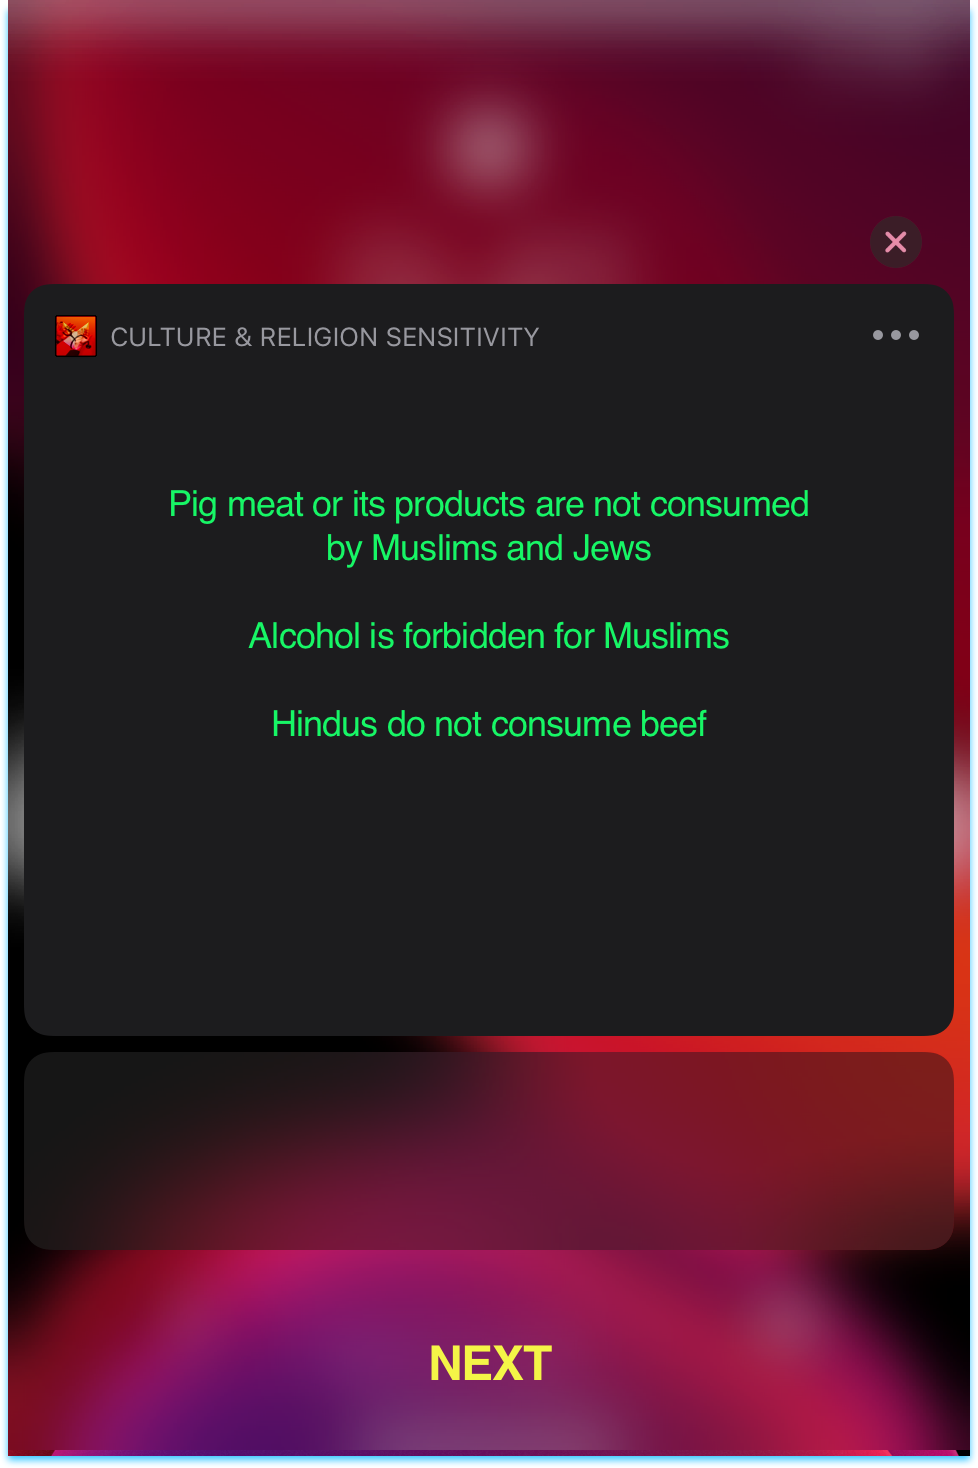 CULTURE & RELIGION SENSITIVITY
Pig meat or its products are not consumed
by Muslims and Jews
Alcohol is forbidden for Muslims
Hindus do not consume beef
NEXT